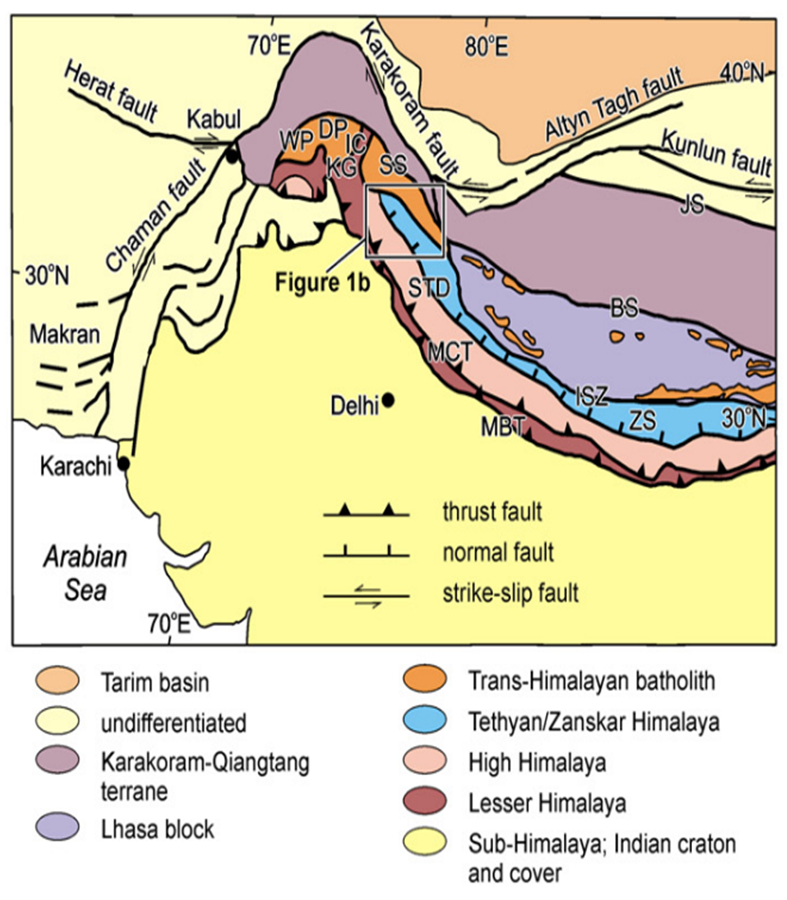 70°E
80°E
40°N
Herat fault
Kabul
Karakoram fault
Altyn Tagh fault
Kunlun fault
WP
DP
IC
KG
SS
Chaman fault
JS
30°N
Figure 1b
STD
BS
Makran
MCT
ISZ
Delhi
MBT
ZS
30°N
Karachi
thrust fault
Arabian
Sea
normal fault
strike-slip fault
70°E
Tarim basin
undifferentiated
Karakoram-Qiangtang
terrane
Lhasa block
Trans-Himalayan batholith
Tethyan/Zanskar Himalaya
High Himalaya
Lesser Himalaya
Sub-Himalaya; Indian craton
and cover